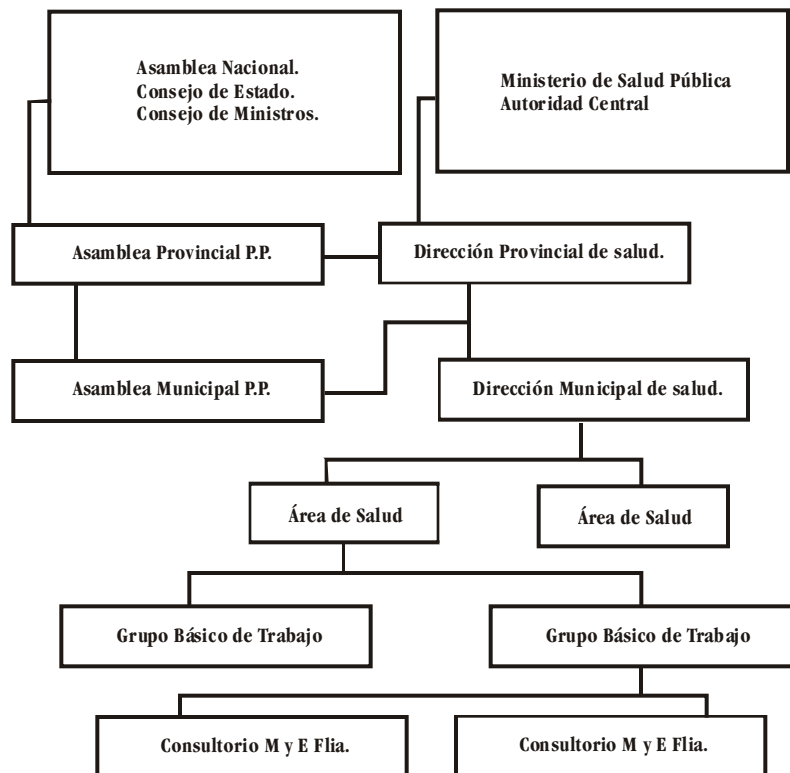 Asamblea Nacional.
Consejo de Estado.
Consejo de Ministros.
Ministerio de Salud Pública
Autoridad Central
Asamblea Provincial P.P.
Dirección Provincial de salud.
Asamblea Municipal P.P.
Dirección Municipal de salud.
Área de Salud
Área de Salud
Grupo Básico de Trabajo
Grupo Básico de Trabajo
Consultorio M y E Flia.
Consultorio M y E Flia.